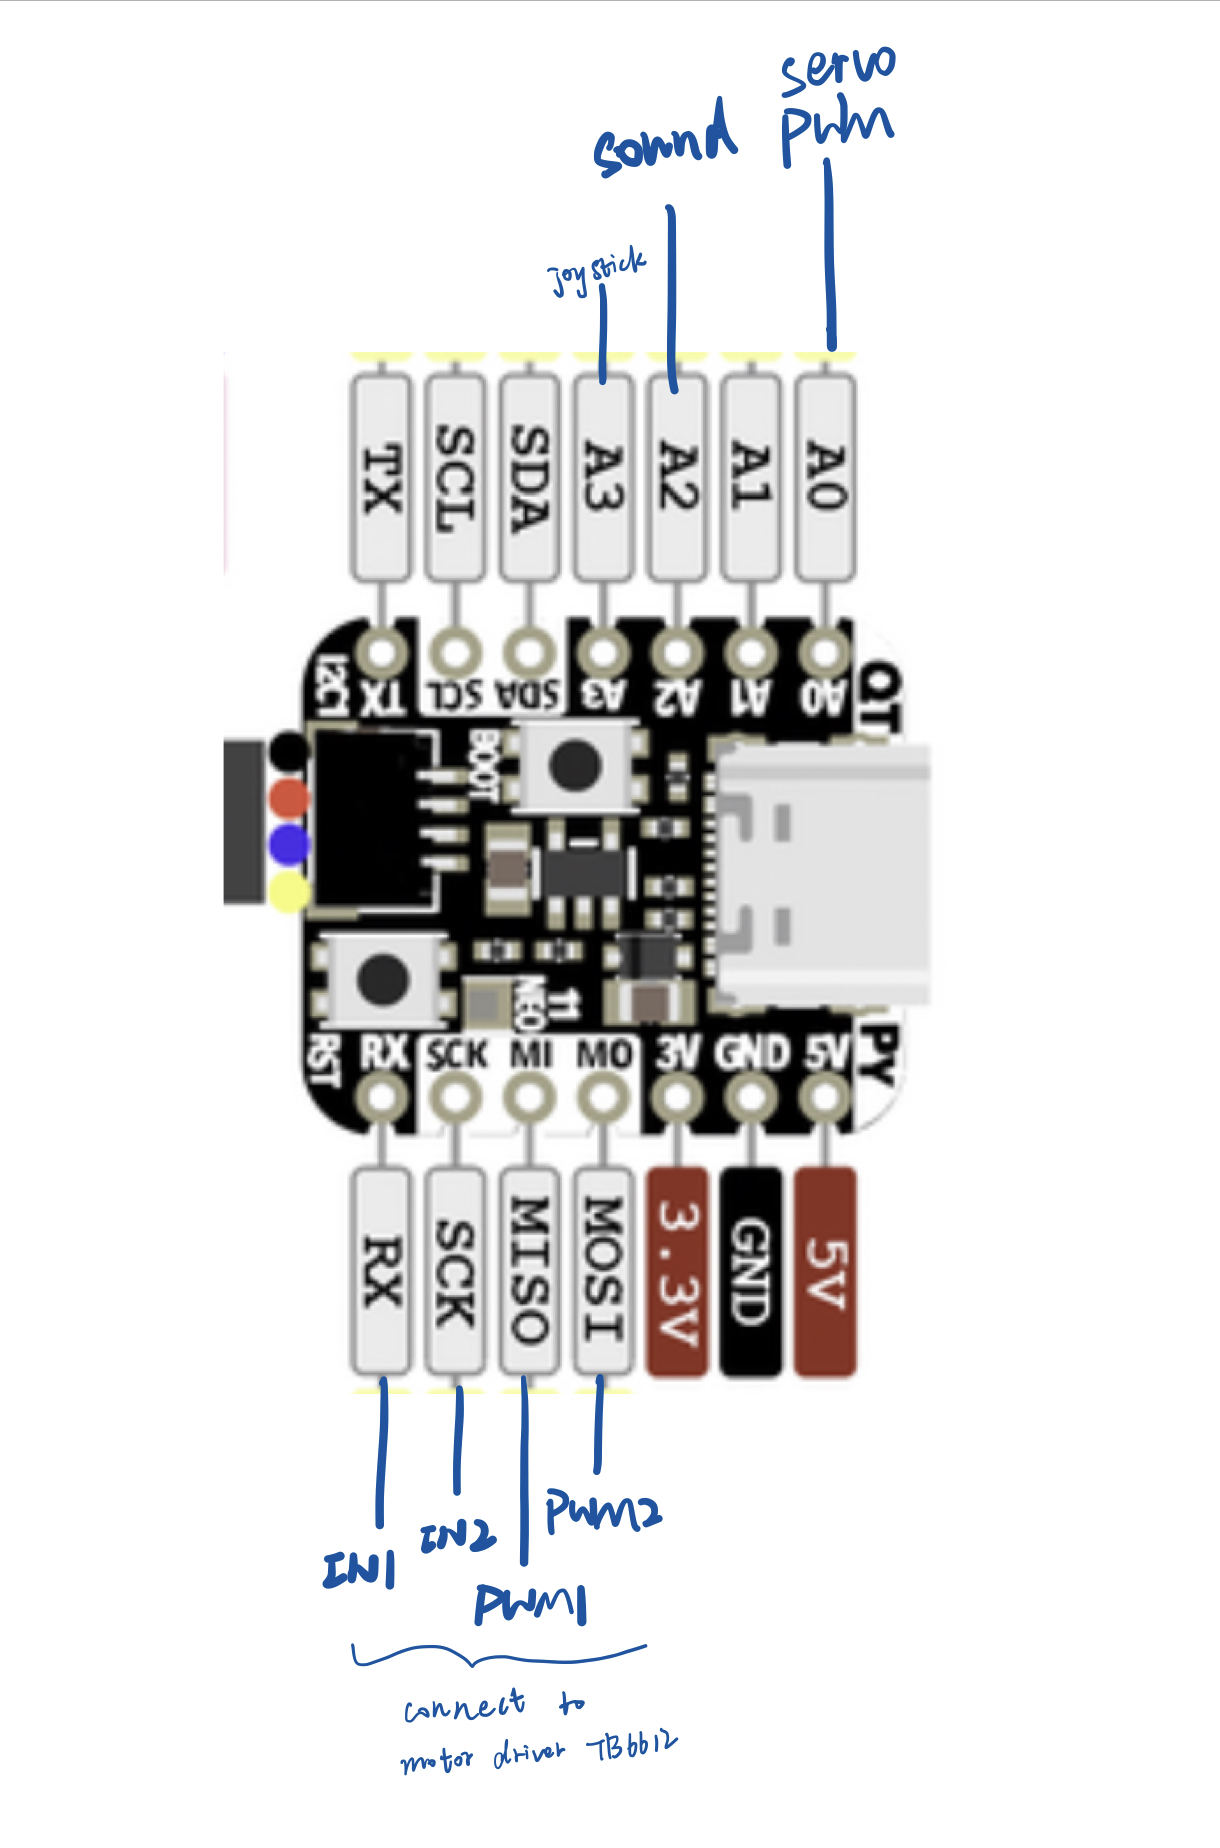 servo
sound
pwm
joystick
TX
SCL
SDA
A3
A2
A1
A0
I2C1
TX
SCL
SDA
A3
A2
A1
A0
QT
BOOT
NEO
11
RST
RX
SCK
MI
MO
3V
GND
5V
PY
RX
SCK
MISO
MOSI
3.3V
GND
5V
IN1
IN2
PWM1
PWM2
connect to
motor driver TB6612